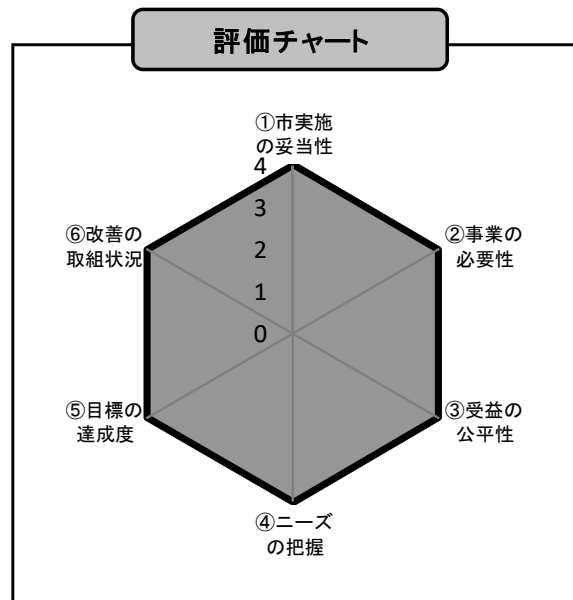 評価チャート
①市実施
の妥当性
4
3
2
1
0
②事業の
必要性
③受益の
公平性
④ニーズ
の把握
⑤目標の
達成度
⑥改善の
取組状況